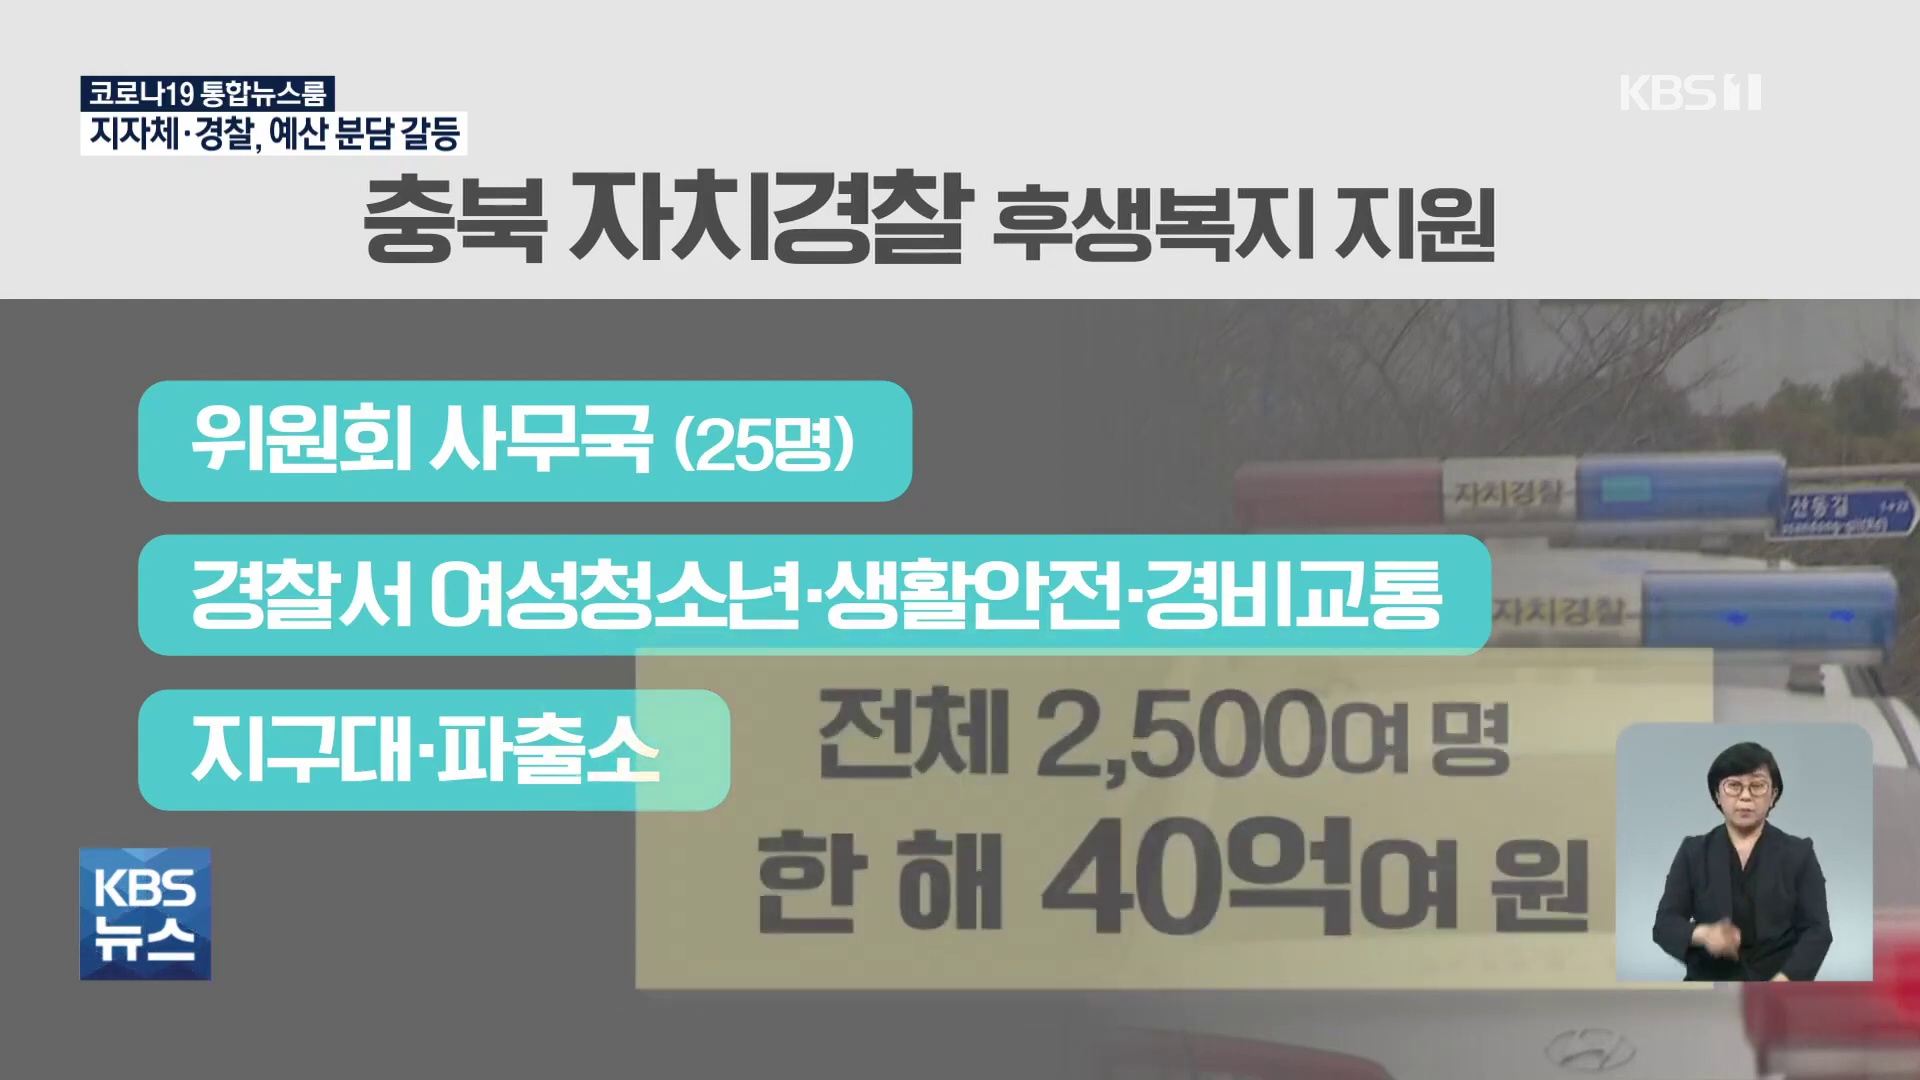 코로나19 통합뉴스룸
KBS 1
지자체·경찰, 예산 분담 갈등
충북 자치경찰 후생복지 지원
위원회 사무국 (25명)
자치경찰
산동길
경찰서 여성청소년·생활안전·경비교통
자치경찰
지구대·파출소
전체 2,500여 명
한 해 40억여 원
KBS
뉴스